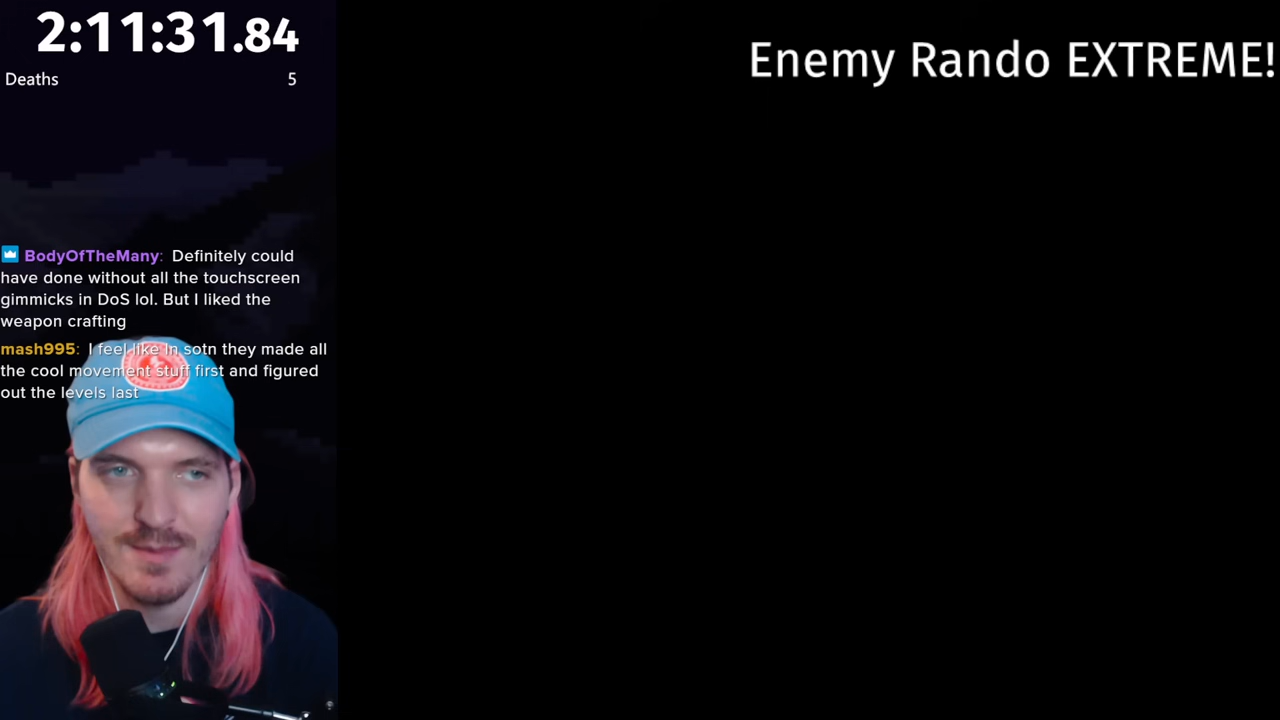 2:11:31.84
Deaths 5
Enemy Rando EXTREME!
BodyOfTheMany: Definitely could
have done without all the touchscreen
gimmicks in DoS lol. But I liked the
weapon crafting
mash995: I feel like in sotn they made all
the cool movement stuff first and figured
out the levels last